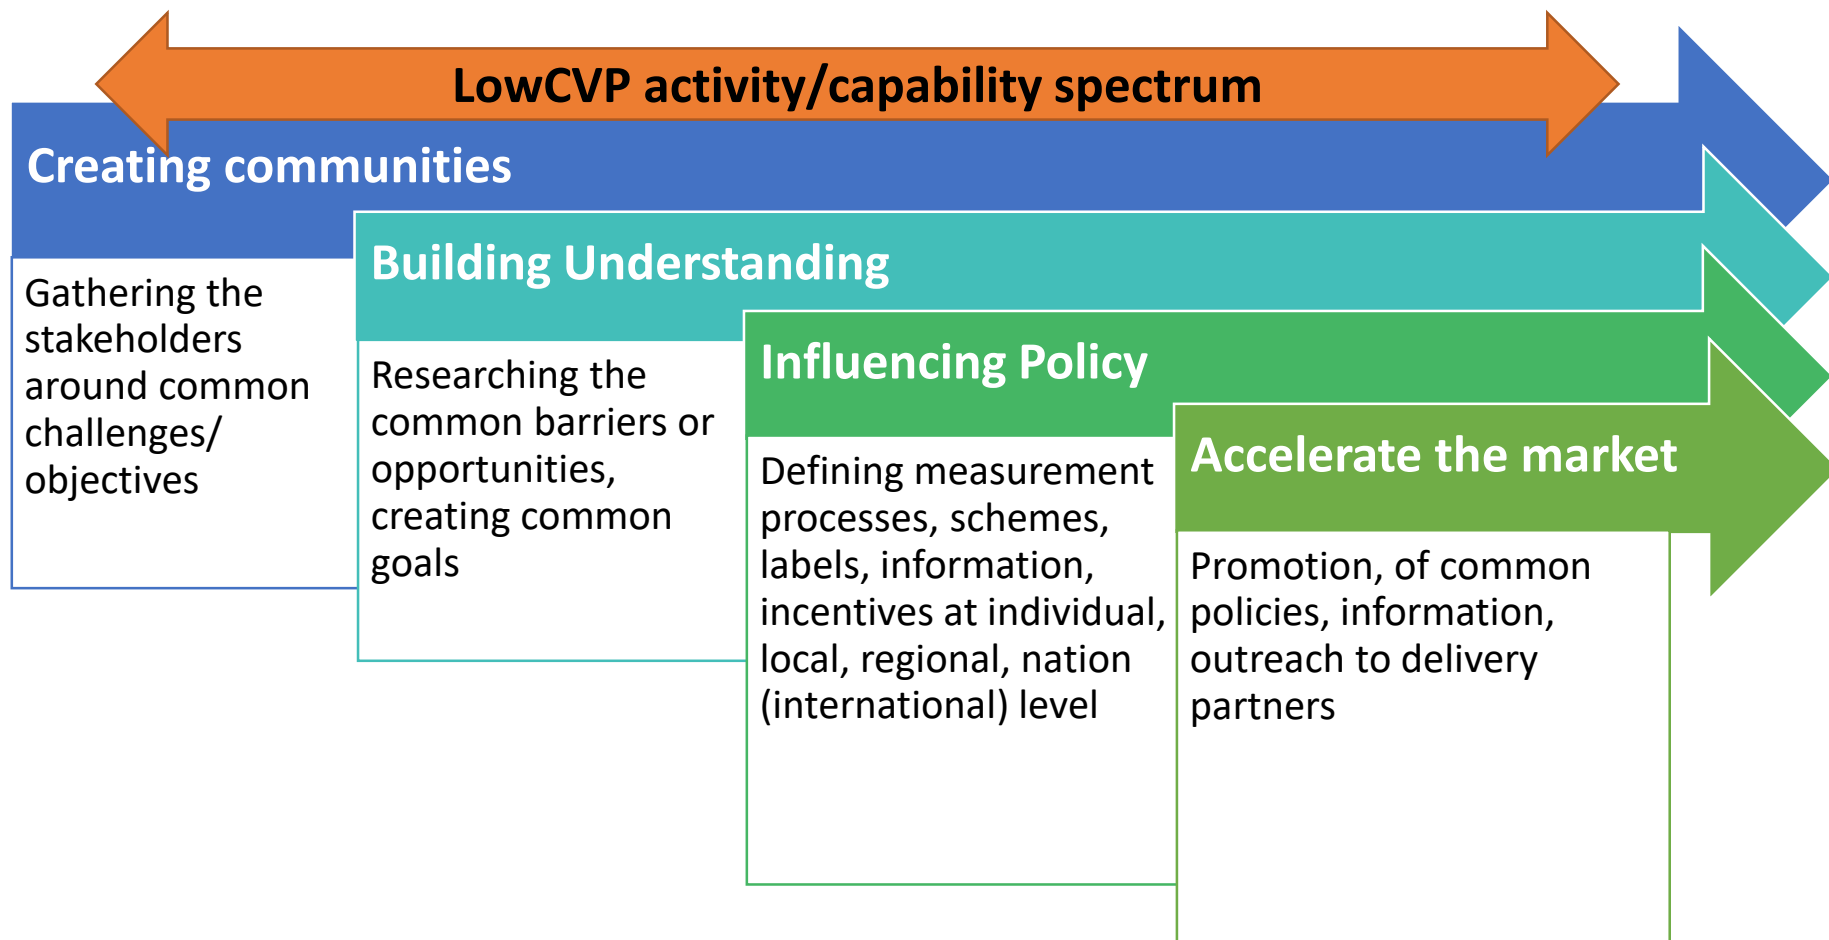 LowCVP activity/capability spectrum
Creating communities
Gathering the
stakeholders
around common
challenges/
objectives
Building Understanding
Researching the
common barriers or
opportunities,
creating common
goals
Influencing Policy
Defining measurement
processes, schemes,
labels, information,
incentives at individual,
local, regional, nation
(international) level
Accelerate the market
Promotion, of common
policies, information,
outreach to delivery
partners